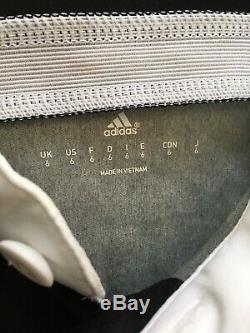 adidas®
UK US F D I E CDN J
6 6 6 6 6 6 6 6
MADE IN VIETNAM